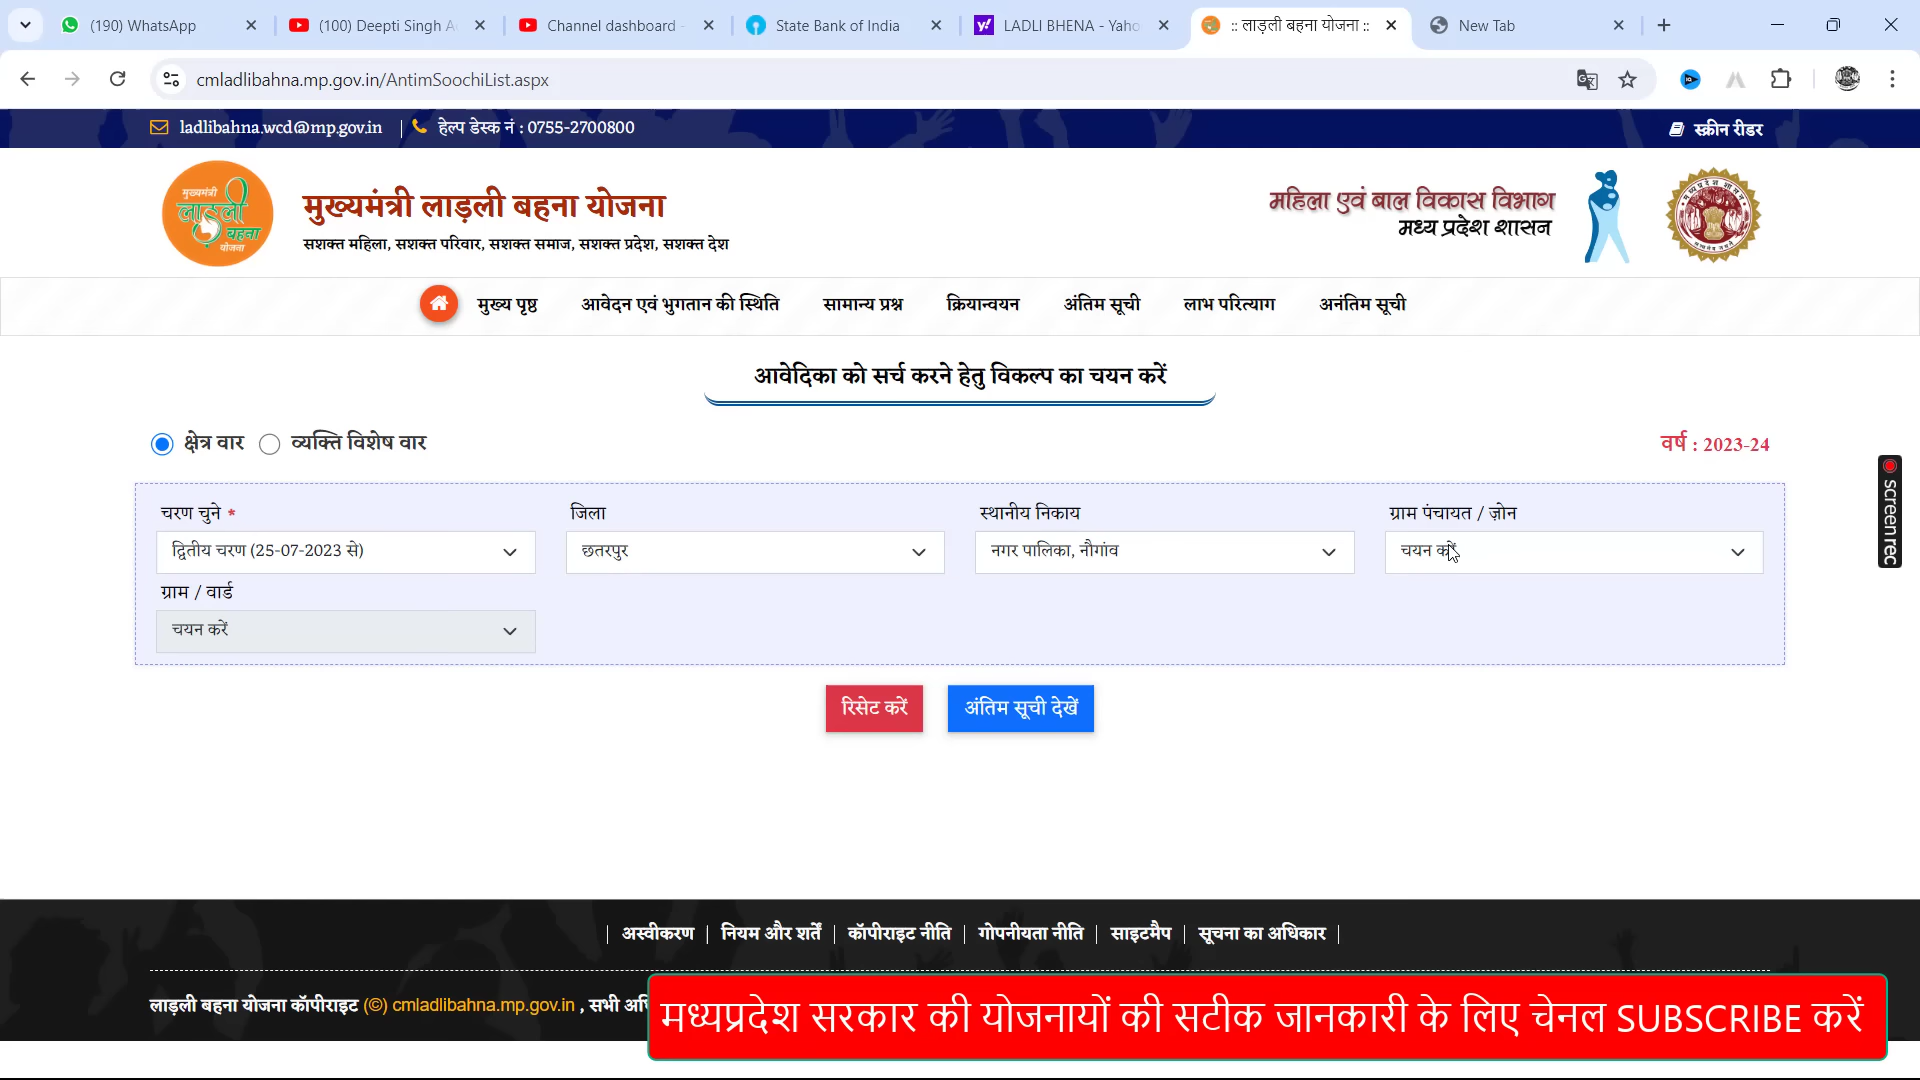 (190) WhatsApp
(100) Deepti Singh A
Channel dashboard -
State Bank of India
LADLI BHENA - Yaho
:: लाड़ली बहना योजना ::
New Tab
cmladlibahna.mp.gov.in/AntimSoochiList.aspx
ladlibahna.wcd@mp.gov.in | हेल्प डेस्क नं : 0755-2700800
स्क्रीन रीडर
मुख्यमंत्री लाड़ली बहना योजना
मुख्यमंत्री लाड़ली बहना योजना
सशक्त महिला, सशक्त परिवार, सशक्त समाज, सशक्त प्रदेश, सशक्त देश
महिला एवं बाल विकास विभाग
मध्य प्रदेश शासन
मुख्य पृष्ठ आवेदन एवं भुगतान की स्थिति सामान्य प्रश्न क्रियान्वयन अंतिम सूची लाभ परित्याग अनंतिम सूची
आवेदिका को सर्च करने हेतु विकल्प का चयन करें
क्षेत्र वार व्यक्ति विशेष वार
वर्ष : 2023-24
चरण चुने * जिला स्थानीय निकाय ग्राम पंचायत / ज़ोन
द्वितीय चरण (25-07-2023 से) छतरपुर नगर पालिका, नौगांव चयन करें
ग्राम / वार्ड
चयन करें
रिसेट करें अंतिम सूची देखें
screenrec
| अस्वीकरण | नियम और शर्तें | कॉपीराइट नीति | गोपनीयता नीति | साइटमैप | सूचना का अधिकार |
लाड़ली बहना योजना कॉपीराइट (©) cmladlibahna.mp.gov.in , सभी
मध्यप्रदेश सरकार की योजनायों की सटीक जानकारी के लिए चेनल SUBSCRIBE करें